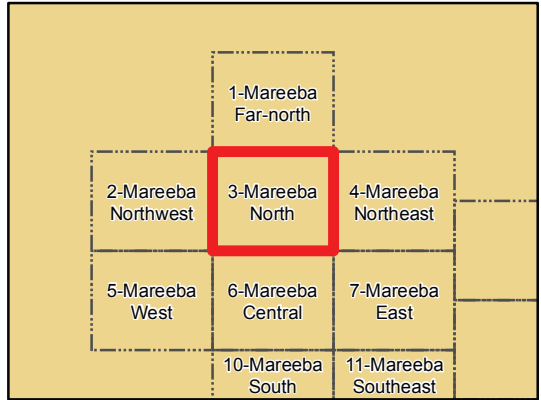 1-Mareeba
Far-north
2-Mareeba
Northwest
3-Mareeba
North
4-Mareeba
Northeast
5-Mareeba
West
6-Mareeba
Central
7-Mareeba
East
10-Mareeba
South
11-Mareeba
Southeast